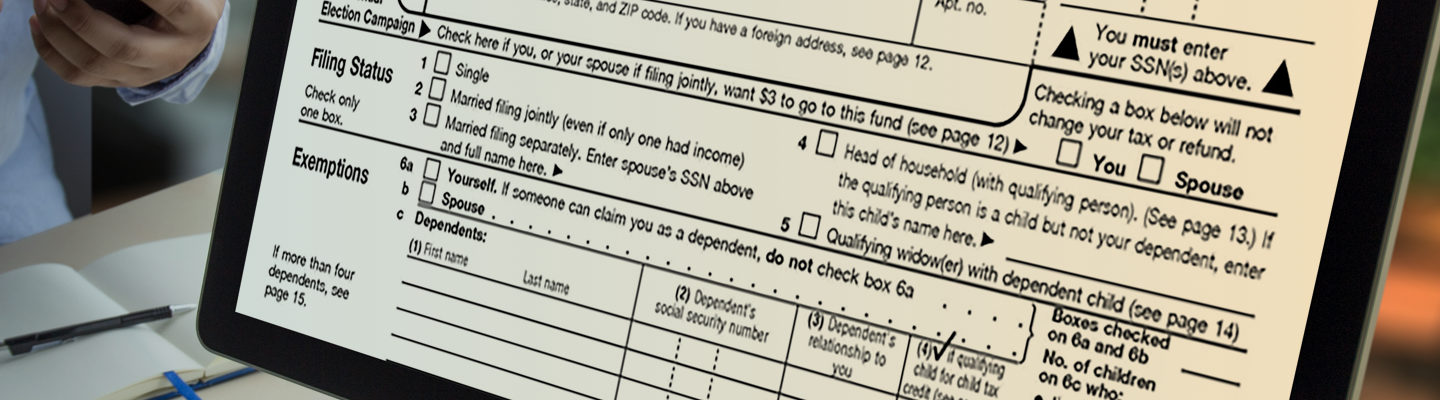 state, and ZIP code. If you have a foreign address, see page 12.
Apt. no.
You must enter
your SSN(s) above.
Election Campaign
Check here if you, or your spouse if filing jointly, want $3 to go to this fund (see page 12)
Checking a box below will not
change your tax or refund.
You Spouse
Filing Status
Check only
one box.
1 Single
2 Married filing jointly (even if only one had income)
3 Married filing separately. Enter spouse's SSN above
and full name here.
4 Head of household (with qualifying person). (See page 13.) If
the qualifying person is a child but not your dependent, enter
this child's name here.
5 Qualifying widow(er) with dependent child (see page 14)
Exemptions
6a Yourself. If someone can claim you as a dependent, do not check box 6a
b Spouse
c Dependents:
(1) First name Last name
(2) Dependent's
social security number
(3) Dependent's
relationship to
you
(4) ✓ if qualifying
child for child tax
credit (see
If more than four
dependents, see
page 15.
Boxes checked
on 6a and 6b
No. of children
on 6c who: